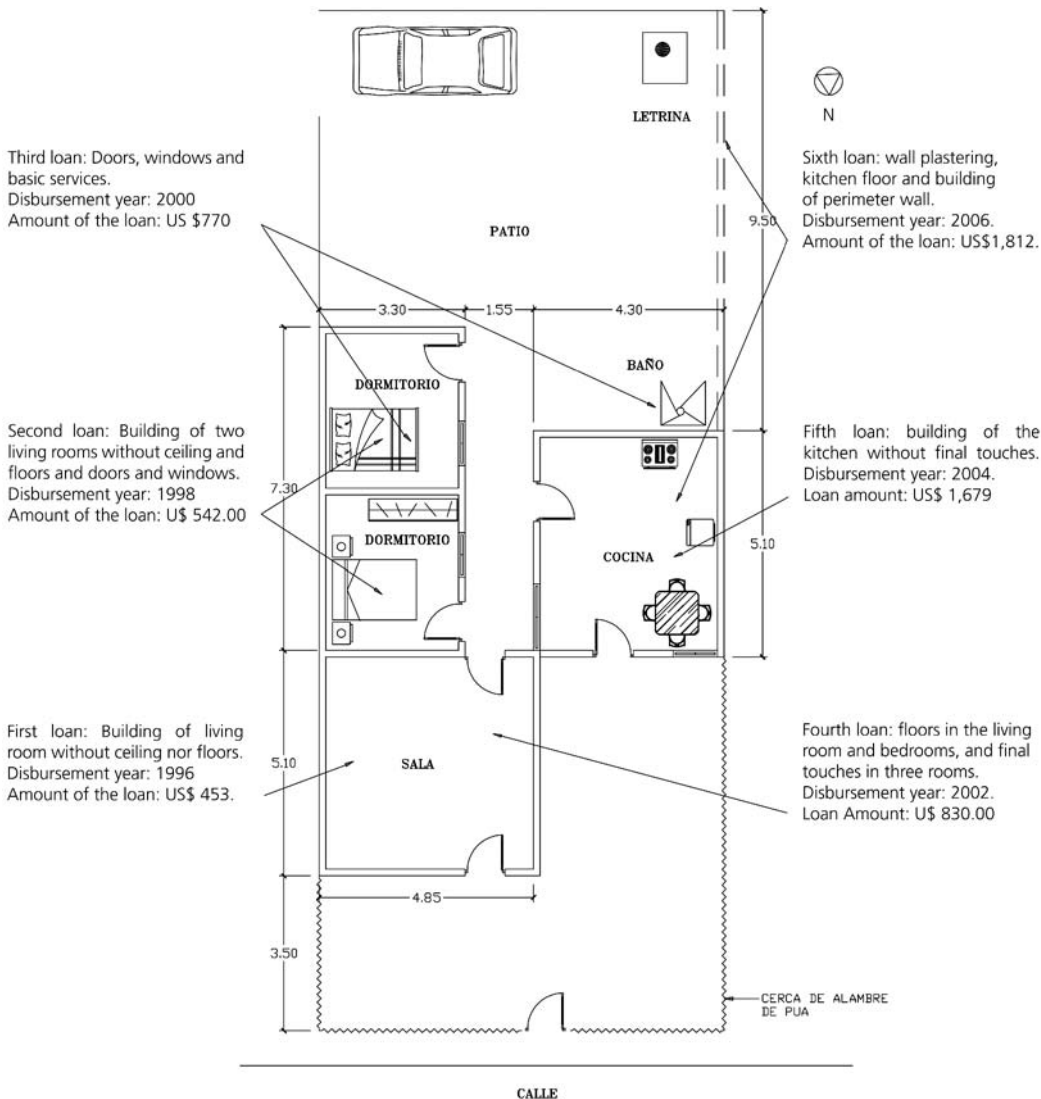 LETRINA
N
Third loan: Doors, windows and
basic services.
Disbursement year: 2000
Amount of the loan: US $770
Sixth loan: wall plastering,
kitchen floor and building
of perimeter wall.
Disbursement year: 2006.
Amount of the loan: US$1,812.
9.50
PATIO
3.30
1.55
4.30
BAÑO
DORMITORIO
Second loan: Building of two
living rooms without ceiling and
floors and doors and windows.
Disbursement year: 1998
Amount of the loan: U$ 542.00
7.30
Fifth loan: building of the
kitchen without final touches.
Disbursement year: 2004.
Loan amount: US$ 1,679
DORMITORIO
COCINA
5.10
First loan: Building of living
room without ceiling nor floors.
Disbursement year: 1996
Amount of the loan: US$ 453.
5.10
SALA
Fourth loan: floors in the living
room and bedrooms, and final
touches in three rooms.
Disbursement year: 2002.
Loan Amount: U$ 830.00
4.85
3.50
CERCA DE ALAMBRE
DE PUA
CALLE